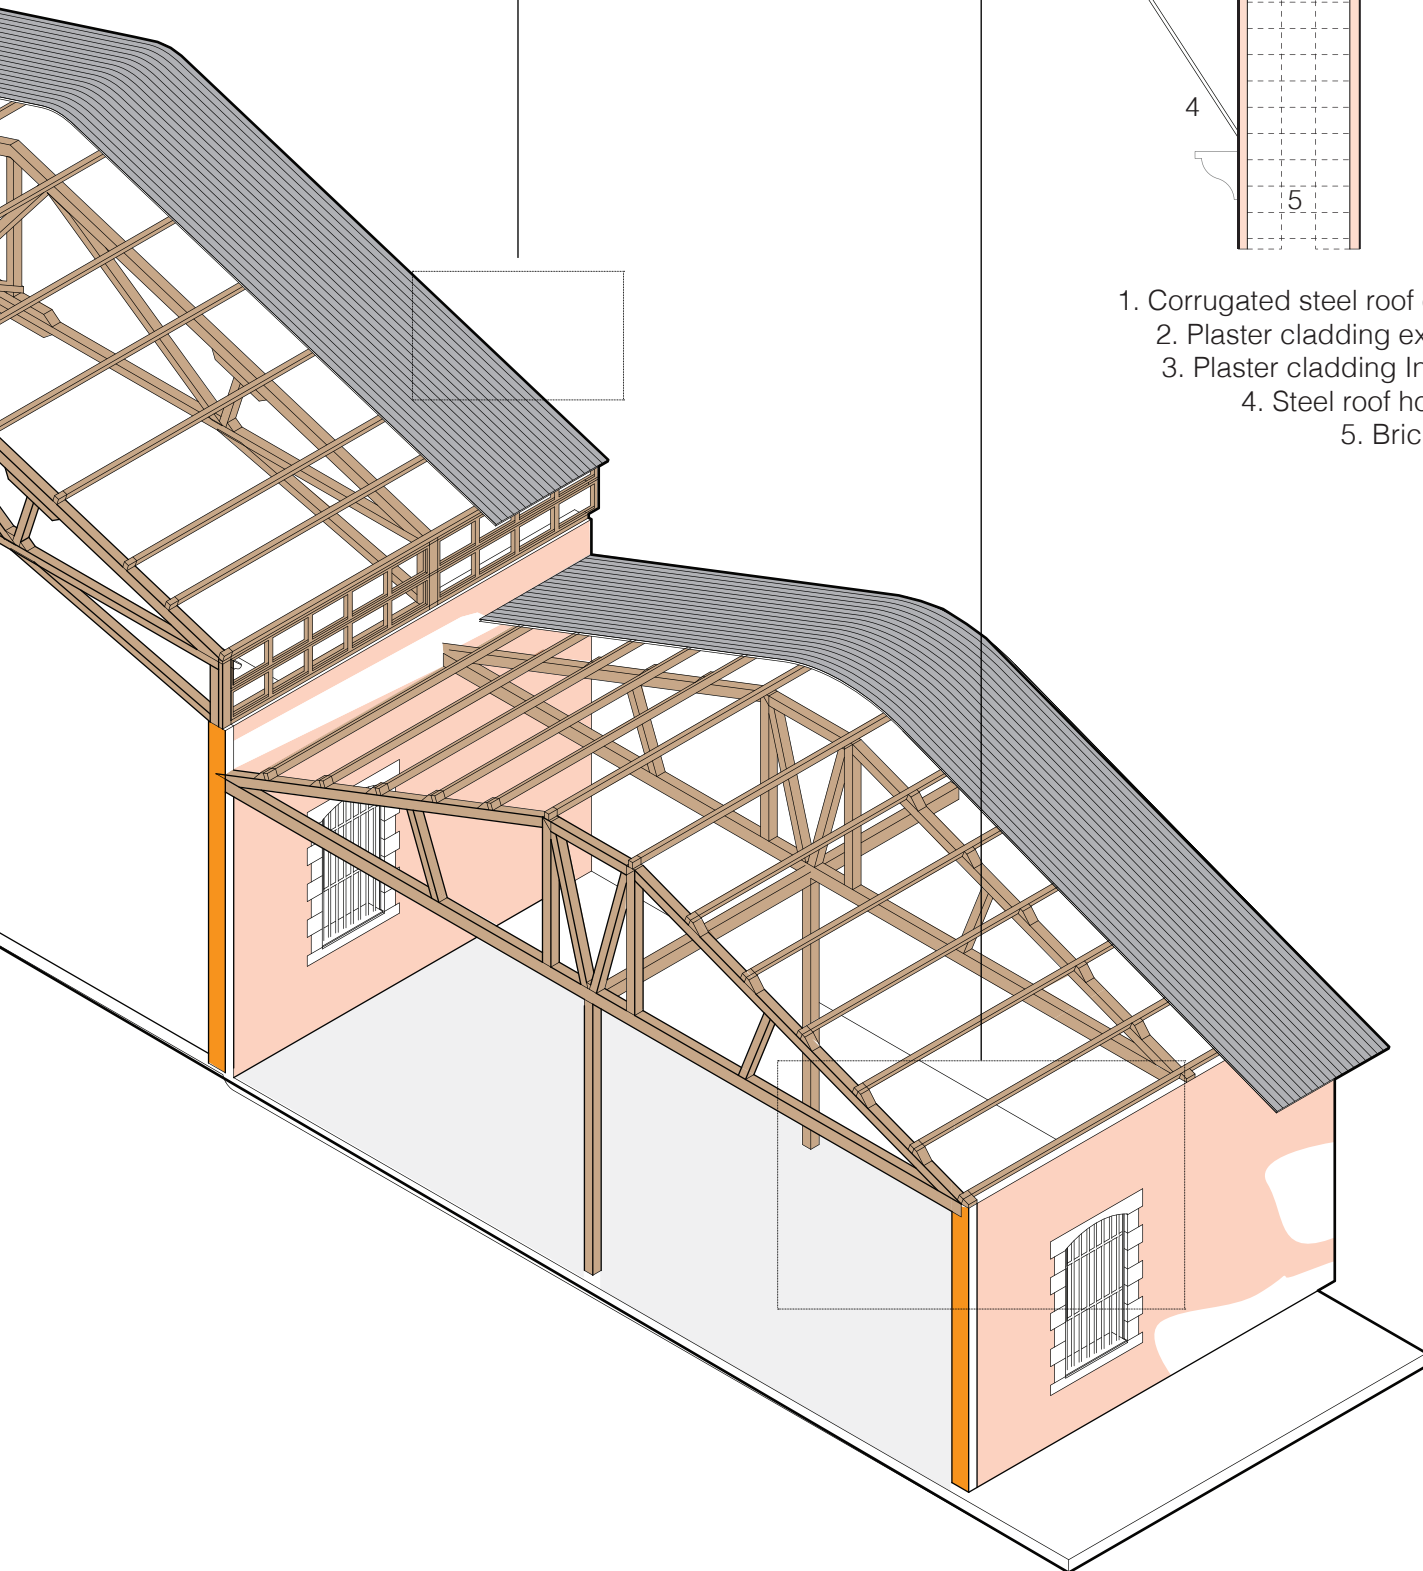 4
5
1. Corrugated steel roof
2. Plaster cladding
3. Plaster cladding
4. Steel roof
5.